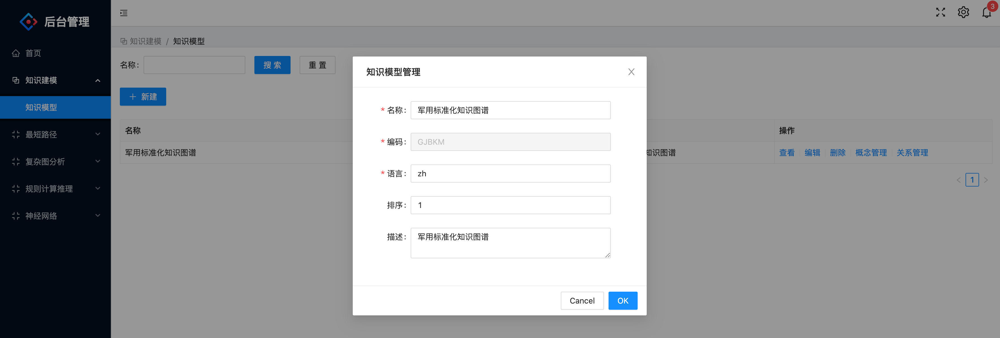 后台管理
3
首页
知识建模
知识模型
最短路径
复杂图分析
规则计算推理
神经网络
知识建模 / 知识模型
名称:
搜 索
重 置
+ 新建
名称
操作
军用标准化知识图谱
知识图谱
查看 编辑 删除 概念管理 关系管理
< 1 >
知识模型管理
* 名称: 军用标准化知识图谱
* 编码: GJBKM
* 语言: zh
排序: 1
描述: 军用标准化知识图谱
Cancel OK